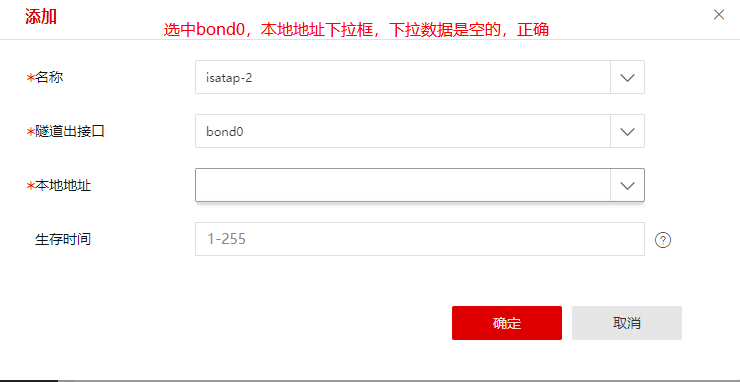 添加
选中bond0，本地地址下拉框，下拉数据是空的，正确
*名称
isatap-2
*隧道出接口
bond0
*本地地址
生存时间
1-255
?
确定
取消